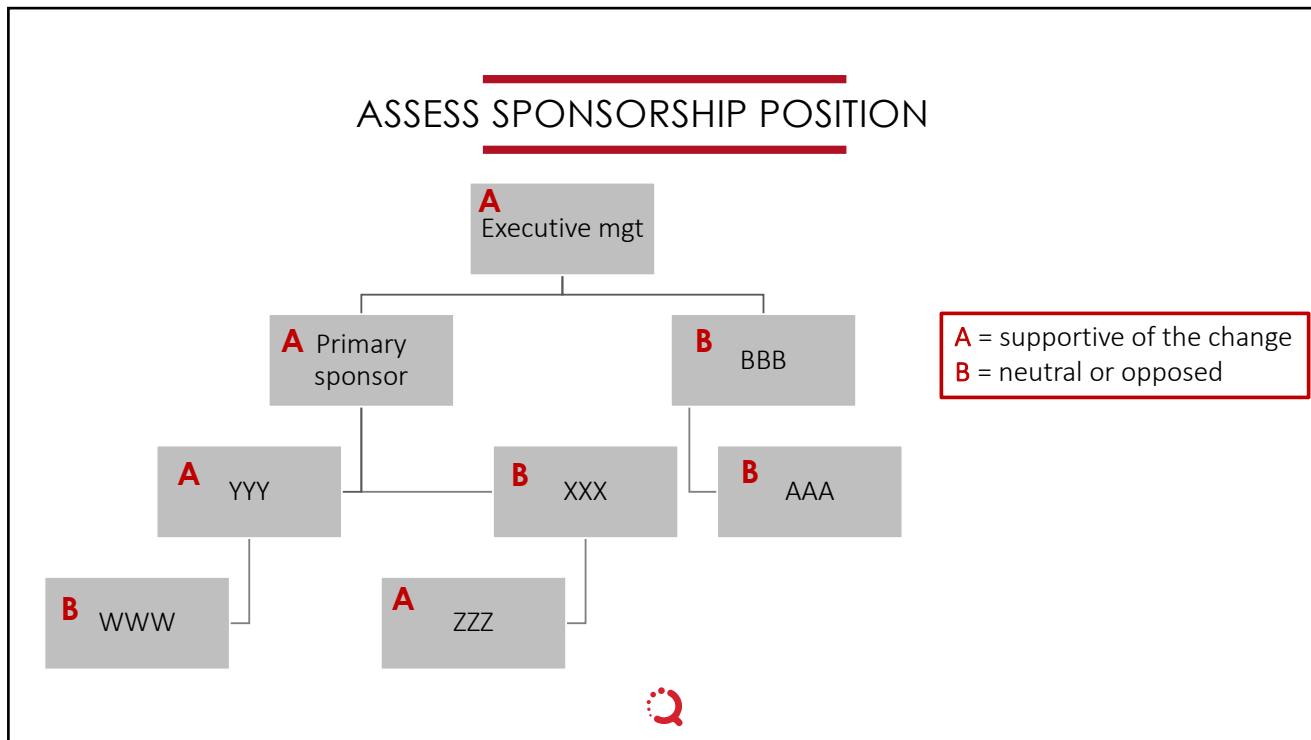 ASSESS SPONSORSHIP POSITION
A
Executive mgt
A Primary
sponsor
B
BBB
A = supportive of the change
B = neutral or opposed
A
YYY
B
XXX
B
AAA
B
WWW
A
ZZZ